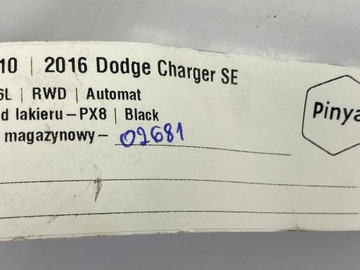 10 | 2016 Dodge Charger SE
6L | RWD | Automat
d lakieru – PX8 | Black
magazynowy – 02681
Pinya